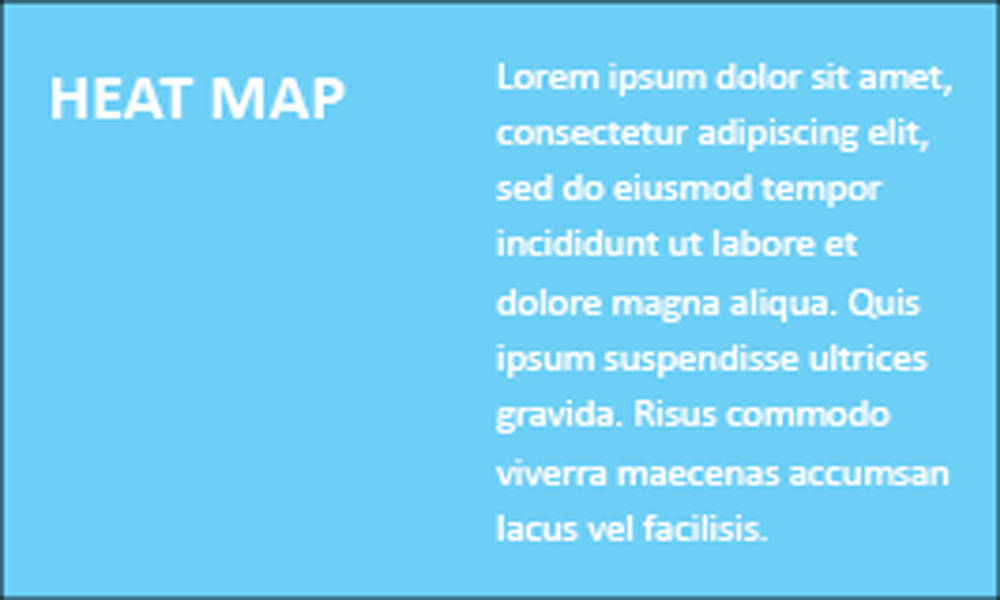 HEAT MAP
Lorem ipsum dolor sit amet,
consectetur adipiscing elit,
sed do eiusmod tempor
incididunt ut labore et
dolore magna aliqua. Quis
ipsum suspendisse ultrices
gravida. Risus commodo
viverra maecenas accumsan
lacus vel facilisis.